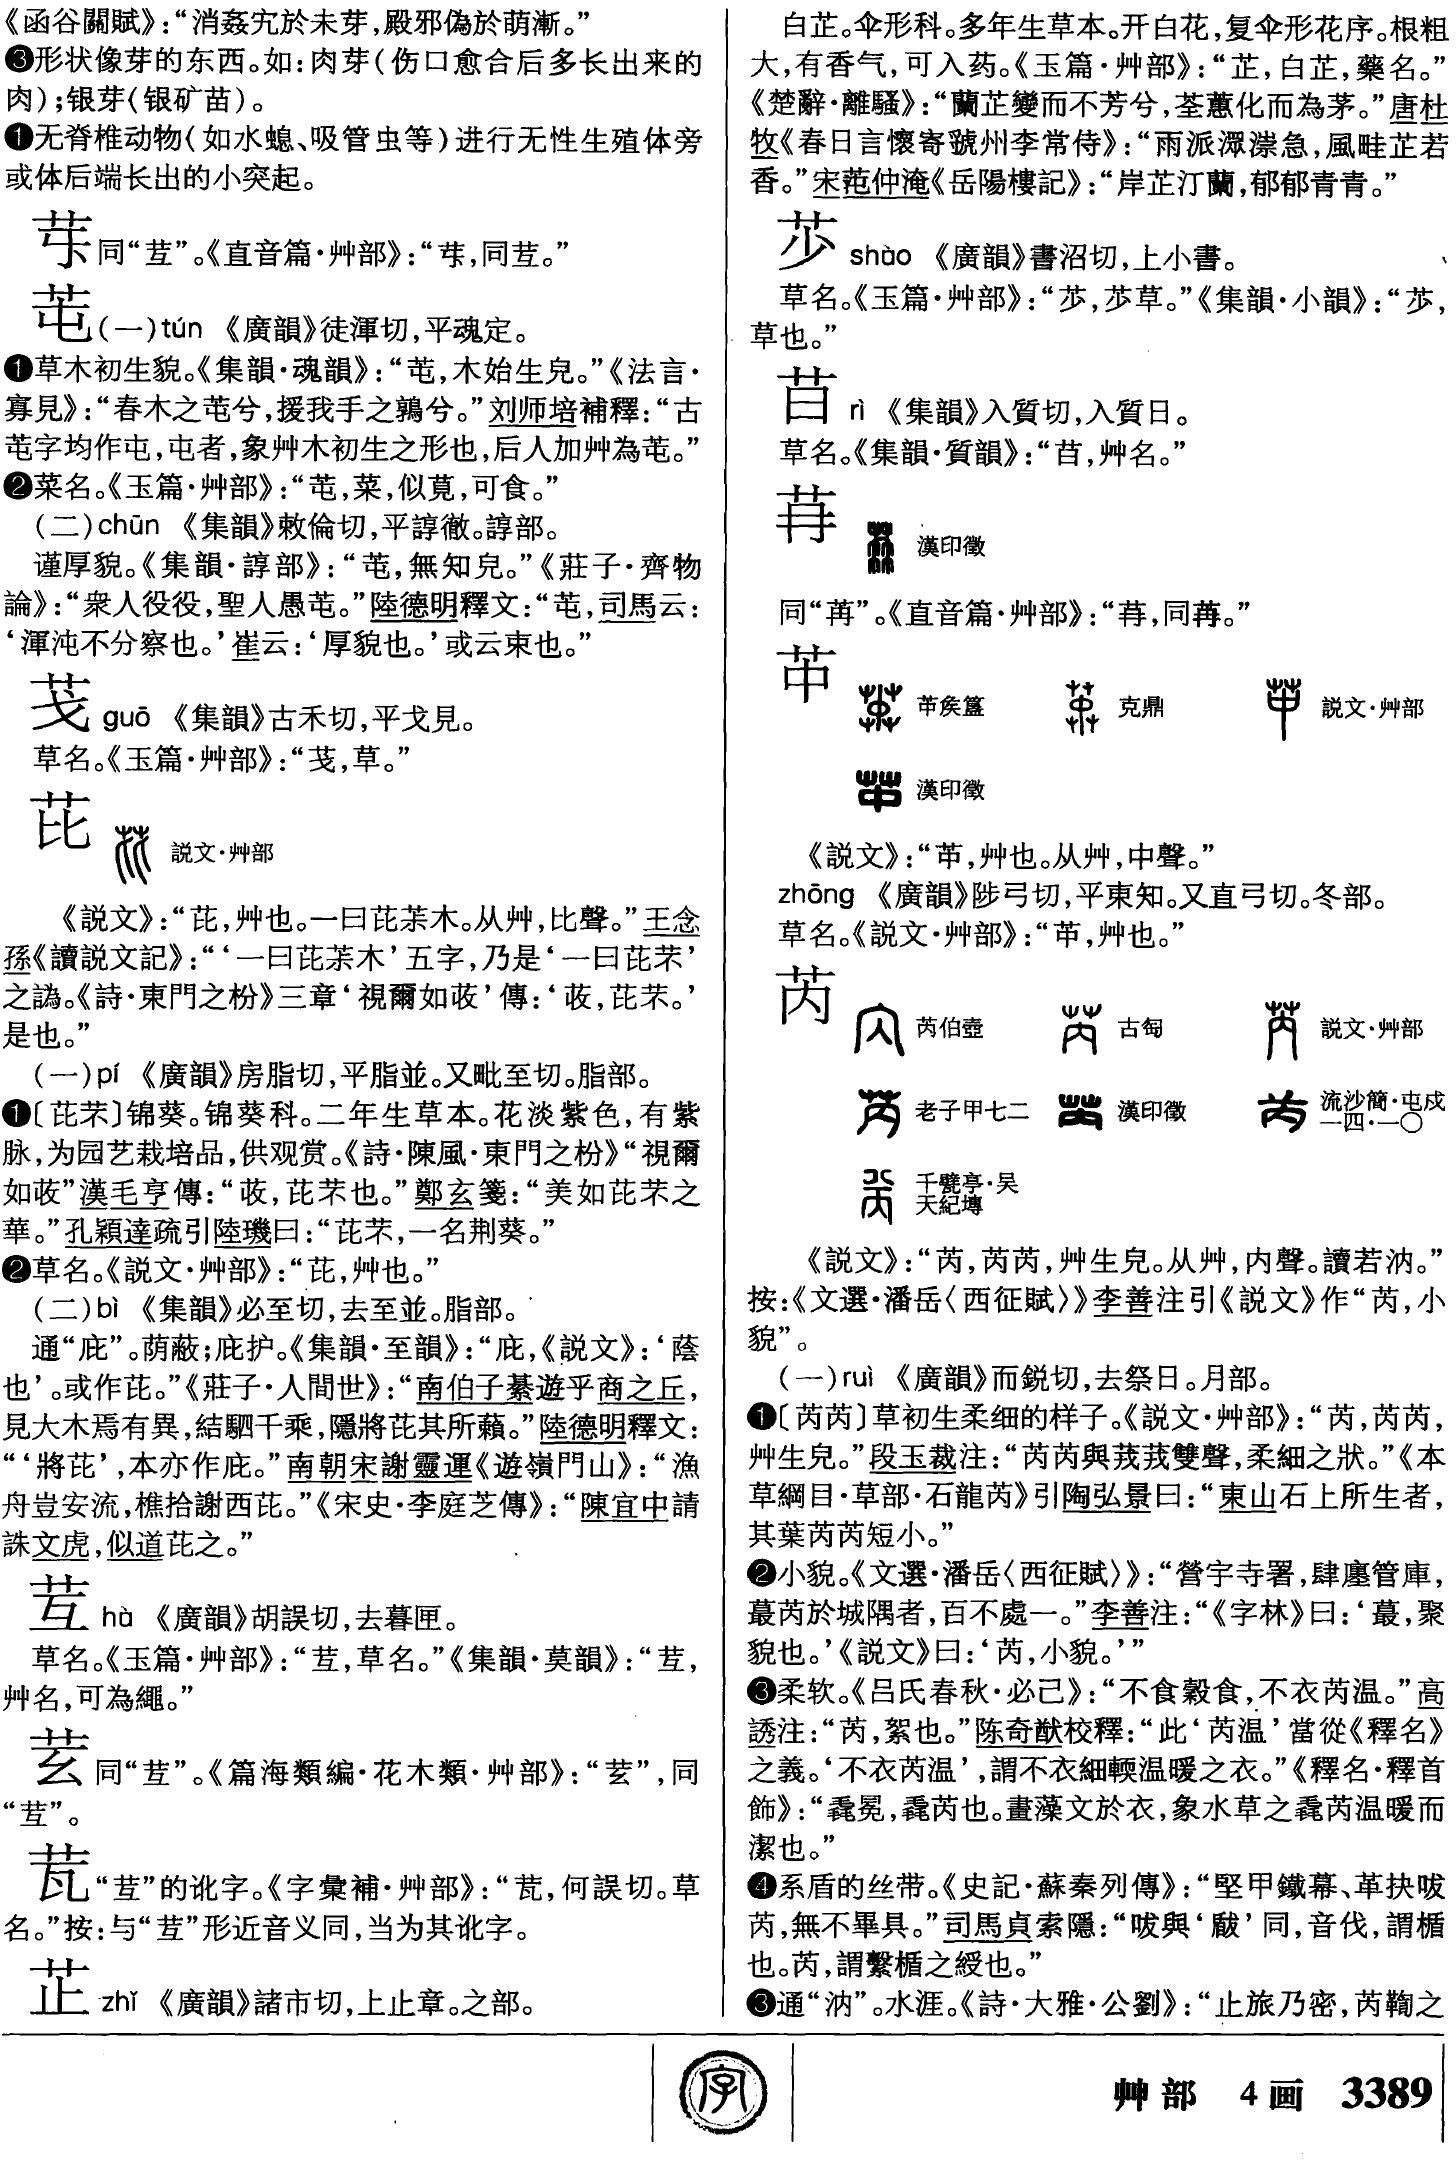 《函谷關賦》：“消姦宄於未芽，殿邪偽於萌漸。”
❸形状像芽的东西。如：肉芽（伤口愈合后多长出来的
肉）；银芽（银矿苗）。
❶无脊椎动物（如水螅、吸管虫等）进行无性生殖体旁
或体后端长出的小突起。
同“苼”。《直音篇·艸部》：
芚（一）tún 《廣韻》徒渾切，平魂定。
❶草木初生貌。《集韻·魂韻》：“芚，木始生皃。”《法言·
寡見》：“春木之芚兮，援我手之鶉兮。”刘师培補釋：“古
芚字均作屯，屯者，象艸木初生之形也，后人加艸為芚。”
❷菜名。《玉篇·艸部》：“芚，菜，似莧，可食。”
（二）chūn 《集韻》敕倫切，平諄徹。諄部。
谨厚貌。《集韻·諄部》：“芚，無知皃。”《莊子·齊物
論》：“衆人役役，聖人愚芚。”陸德明釋文：“芚，司馬云：
‘渾沌不分察也。’崔云：‘厚貌也。’或云束也。”
茂 guō 《集韻》古禾切，平戈見。
草名。《玉篇·艸部》：
芘 説文·艸部
《説文》：“芘，艸也。一曰芘茮木。从艸，比聲。”王念
孫《讀説文記》：“‘一曰芘茮木’五字，乃是‘一曰芘芣’
之譌。《詩·東門之枌》三章‘視爾如荍’傳：‘荍，芘芣。’
是也。”
（一）pí 《廣韻》房脂切，平脂並。又毗至切。脂部。
❶〔芘芣〕锦葵。锦葵科。二年生草本。花淡紫色，有紫
脉，为园艺栽培品，供观赏。《詩·陳風·東門之枌》“視爾
如荍”漢毛亨傳：“荍，芘芣也。”鄭玄箋：“美如芘芣之
華。”孔穎達疏引陸璣曰：“芘芣，一名荆葵。”
❷草名。《説文·艸部》：“芘，艸也。”
（二）bì 《集韻》必至切，去至並。脂部。
通“庇”。荫蔽；庇护。《集韻·至韻》：“庇，《説文》：‘蔭
也’。或作芘。”《莊子·人間世》：“南伯子綦遊乎商之丘，
見大木焉有異，結駟千乘，隱將芘其所藾。”陸德明釋文：
“‘將芘’，本亦作庇。”南朝宋謝靈運《遊嶺門山》：“漁
舟豈安流，樵拾謝西芘。”《宋史·李庭芝傳》：“陳宜中請
誅文虎，似道芘之。”
芐 hù 《廣韻》胡誤切，去暮匣。
草名。《玉篇·艸部》：“苼，草名。”《集韻·莫韻》：
艸名，可為繩。”
《篇海類編·花木類·艸部》：
的讹字。《字彙補·艸部》：“芤，何誤切。草
名。”按：与 形近音义同，当为其讹字。
芷 zhǐ 《廣韻》諸市切，上止章。之部。
白芷。伞形科。多年生草本。开白花，复伞形花序。根粗
大，有香气，可入药。《玉篇·艸部》：“芷，白芷，藥名。”
《楚辭·離騷》：“蘭芷變而不芳兮，荃蕙化而為茅。”唐杜
牧《春日言懷寄虢州李常侍》：“雨派潭漴急，風畦芷若
香。”宋范仲淹《岳陽樓記》：“岸芷汀蘭，郁郁青青。”
莎 shào 《廣韻》書沼切，上小書。
草名。《玉篇·艸部》：“ 草。”《集韻·小韻》：
草也。”
苩 rì 《集韻》入質切，入質日。
草名。《集韻·質韻》：“ 艸名。”
漢印徵
同“苒”。《直音篇·艸部》：“ 同苒。”
芇 芇矦簋 克鼎 説文·艸部
漢印徵
《説文》：“ 艸也。从艸，中聲。”
zhōng 《廣韻》陟弓切，平東知。又直弓切。冬部。
草名。《説文·艸部》：“ 艸也。”
芮 芮伯壺 古匋 説文·艸部
老子甲七二 漢印徵 流沙簡·屯戍一四·一〇
千甓亭·吴天紀塼
《説文》：“芮，芮芮，艸生皃。从艸，内聲。讀若汭。”
按：《文選·潘岳〈西征賦〉》李善注引《説文》作“芮，小
貌”。
（一）ruì 《廣韻》而鋭切，去祭日。月部。
❶〔芮芮〕草初生柔细的样子。《説文·艸部》：“芮，芮芮，
艸生皃。”段玉裁注：“芮芮與茙茙雙聲，柔細之狀。”《本
草綱目·草部·石龍芮》引陶弘景曰：“東山石上所生者，
其葉芮芮短小。”
❷小貌。《文選·潘岳〈西征賦〉》：“營宇寺署，肆廛管庫，
蕞芮於城隅者，百不處一。”李善注：“《字林》曰：‘蕞，聚
貌也。’《説文》曰：‘芮，小貌。’”
❸柔软。《吕氏春秋·必己》：“不食穀食，不衣芮温。”高
誘注：“芮，絮也。”陈奇猷校釋：“此‘芮温’當從《釋名》
之義。‘不衣芮温’，謂不衣細輭温暖之衣。”《釋名·釋首
飾》：“毳冕，毳芮也。畫藻文於衣，象水草之毳芮温暖而
潔也。”
❹系盾的丝带。《史記·蘇秦列傳》：“堅甲鐵幕、革抉㕹
芮，無不畢具。”司馬貞索隱：“㕹與‘瞂’同，音伐，謂楯
也。芮，謂繫楯之綬也。”
❸通“汭”。水涯。《詩·大雅·公劉》：“止旅乃密，芮鞫之
字
艸部 4画 3389